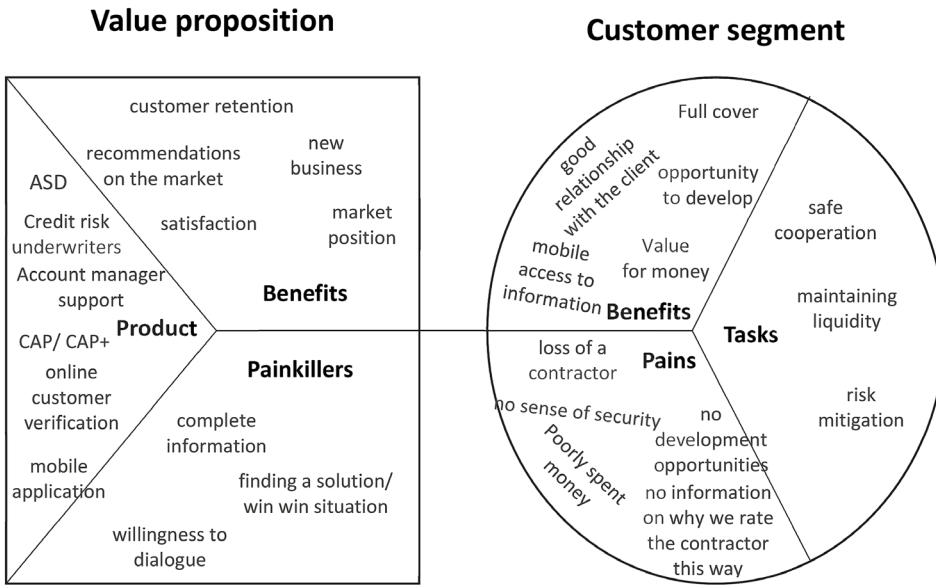 Value proposition
customer retention
recommendations
on the market
new
business
satisfaction
market
position
Benefits
ASD
Credit risk
underwriters
Account manager
support
Product
CAP/ CAP+
online
customer
verification
mobile
application
Painkillers
complete
information
finding a solution/
win win situation
willingness to
dialogue
Customer segment
Full cover
good
relationship
with the client
opportunity
to develop
mobile
access to
information
Value
for money
Benefits
safe
cooperation
maintaining
liquidity
Tasks
risk
mitigation
Pains
loss of a
contractor
no sense of security
Poorly spent
money
no
development
opportunities
no information
on why we rate
the contractor
this way